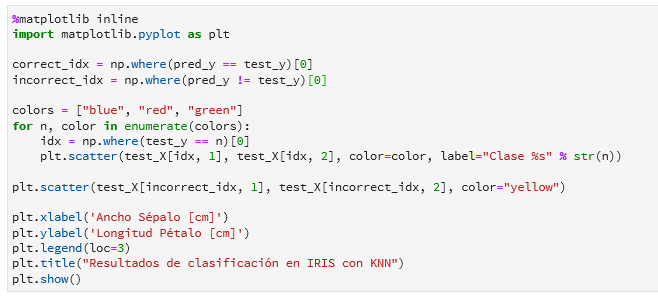 %matplotlib inline
import matplotlib.pyplot as plt

correct_idx = np.where(pred_y == test_y)[0]
incorrect_idx = np.where(pred_y != test_y)[0]

colors = ["blue", "red", "green"]
for n, color in enumerate(colors):
    idx = np.where(test_y == n)[0]
    plt.scatter(test_X[idx, 1], test_X[idx, 2], color=color, label="Clase %s" % str(n))

plt.scatter(test_X[incorrect_idx, 1], test_X[incorrect_idx, 2], color="yellow")

plt.xlabel('Ancho Sépalo [cm]')
plt.ylabel('Longitud Pétalo [cm]')
plt.legend(loc=3)
plt.title("Resultados de clasificación en IRIS con KNN")
plt.show()